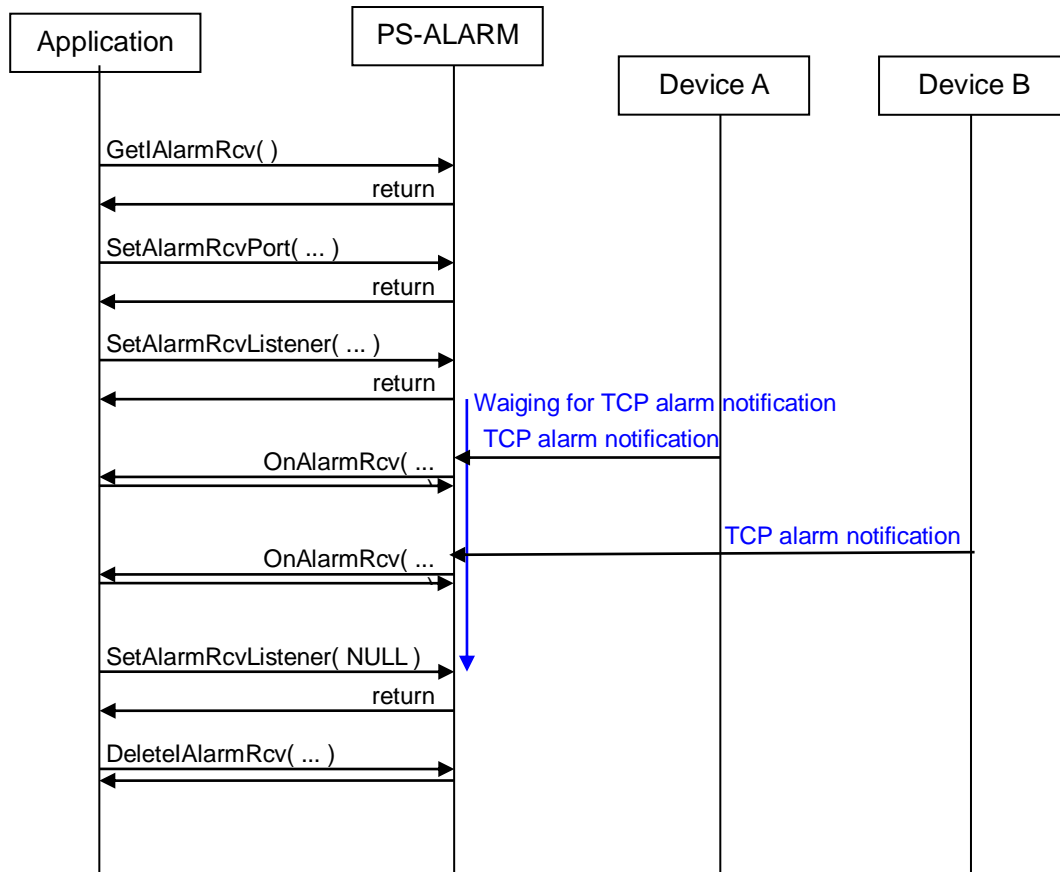 Application
PS-ALARM
Device A
Device B
GetIAlarmRcv( )
return
SetAlarmRcvPort( ... )
return
SetAlarmRcvListener( ... )
return
Waiging for TCP alarm notification
TCP alarm notification
OnAlarmRcv( ...
TCP alarm notification
OnAlarmRcv( ...
SetAlarmRcvListener( NULL )
return
DeleteIAlarmRcv( ... )